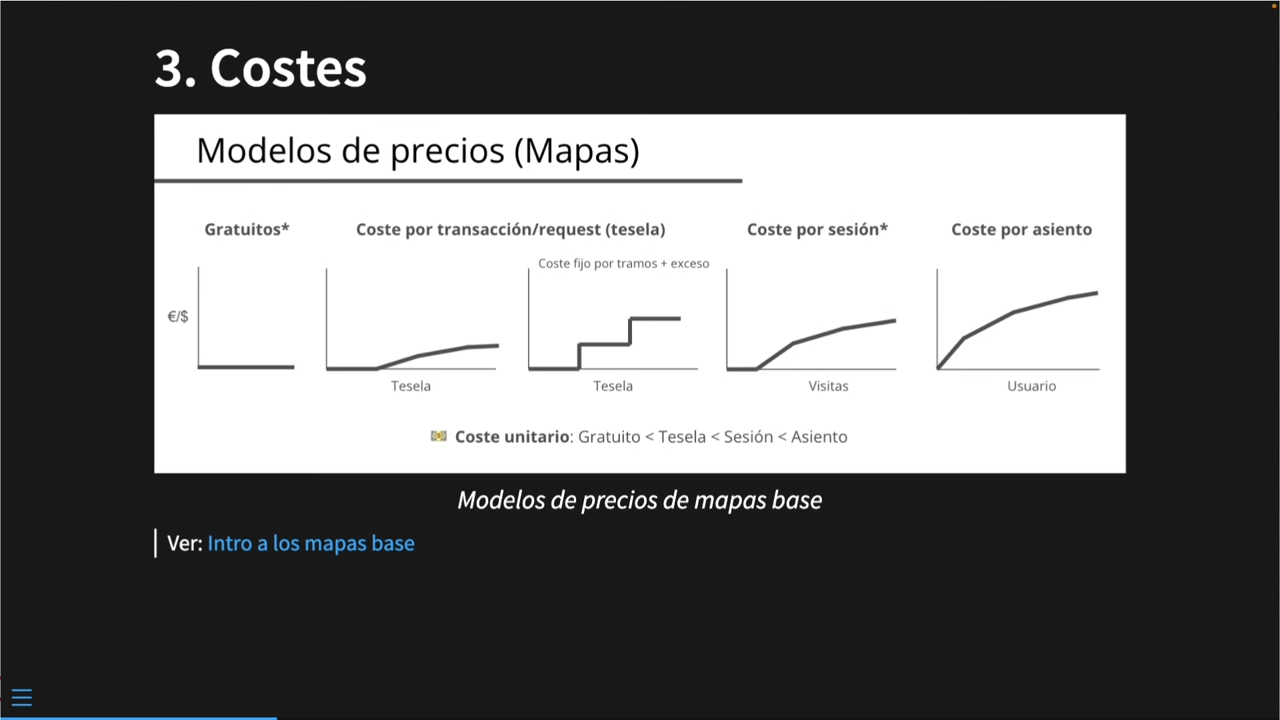 3. Costes
Modelos de precios (Mapas)
Gratuitos*
Coste por transacción/request (tesela)
Coste por sesión*
Coste por asiento
Coste fijo por tramos + exceso
€/$
Tesela
Tesela
Visitas
Usuario
Coste unitario: Gratuito < Tesela < Sesión < Asiento
Modelos de precios de mapas base
Ver: Intro a los mapas base